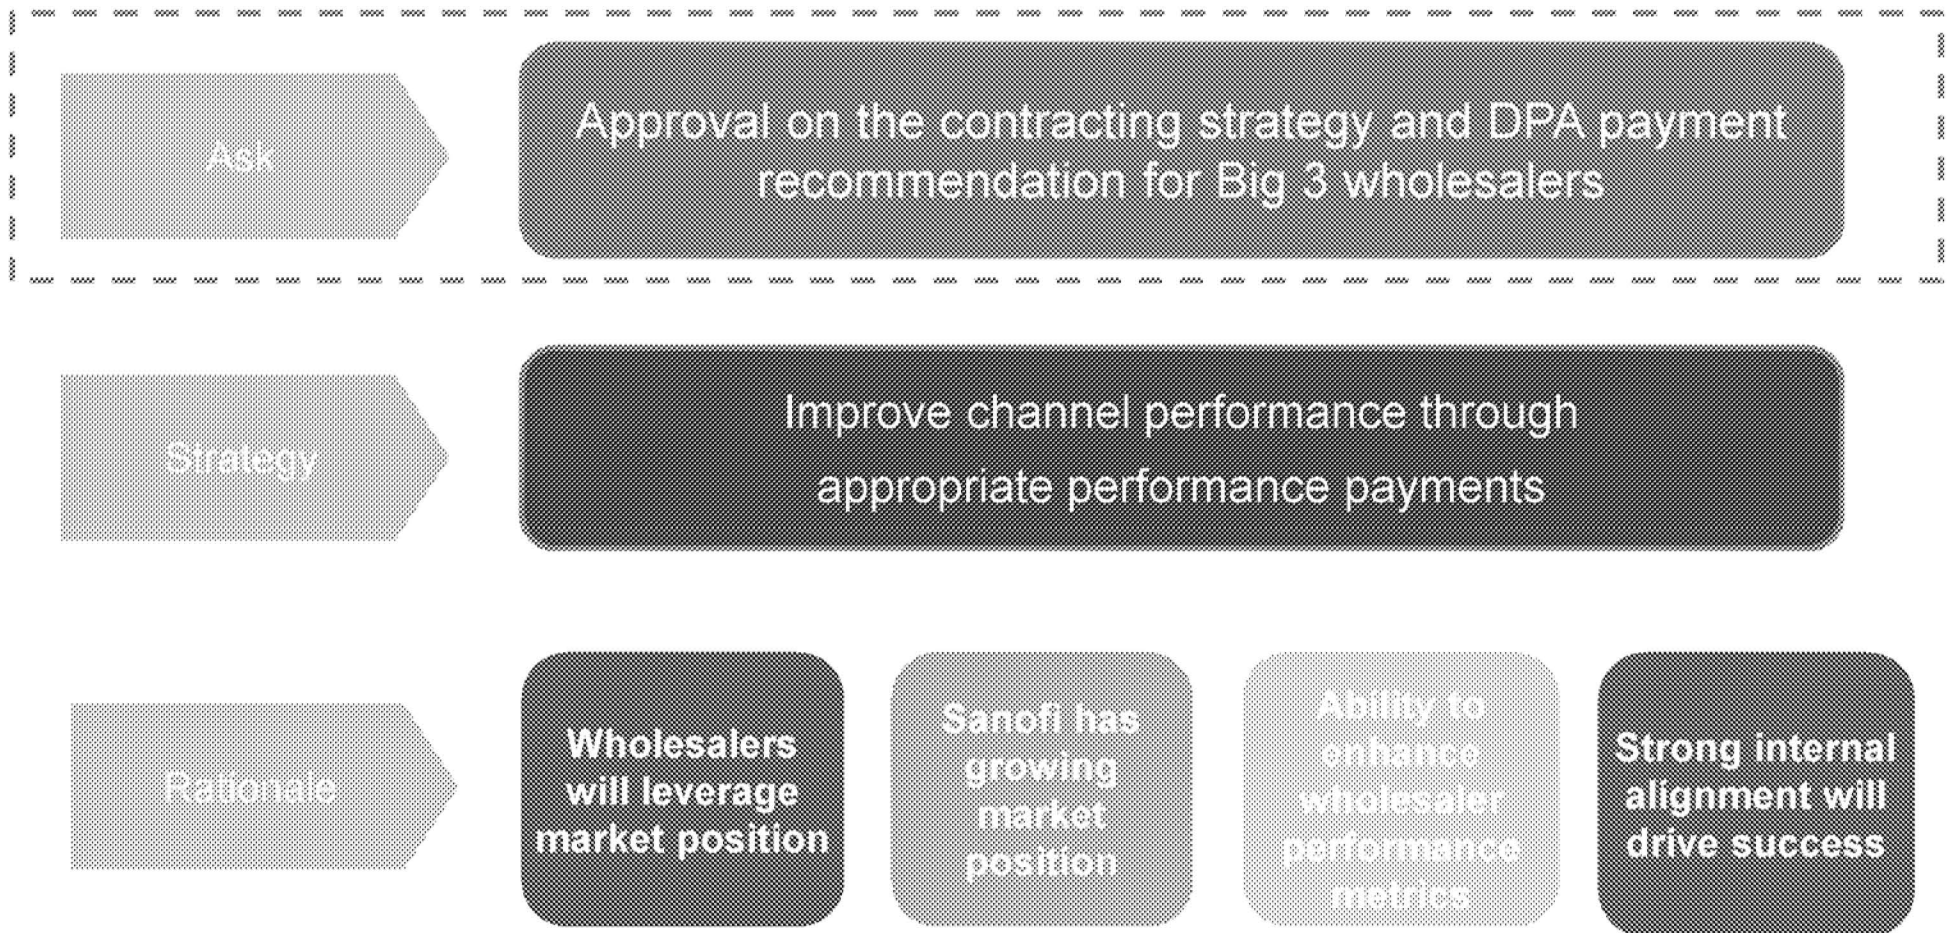 Ask
Approval on the contracting strategy and DPA payment
recommendation for Big 3 wholesalers
Strategy
Improve channel performance through
appropriate performance payments
Rationale
Wholesalers
will leverage
market position
Sanofi has
growing
market
position
Ability to
enhance
wholesaler
performance
metrics
Strong internal
alignment will
drive success